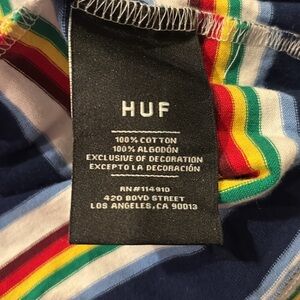 HUF
100% COTTON
100% ALGODÓN
EXCLUSIVE OF DECORATION
EXCEPTO LA DECORACIÓN
RN#114910
420 BOYD STREET
LOS ANGELES, CA 90013